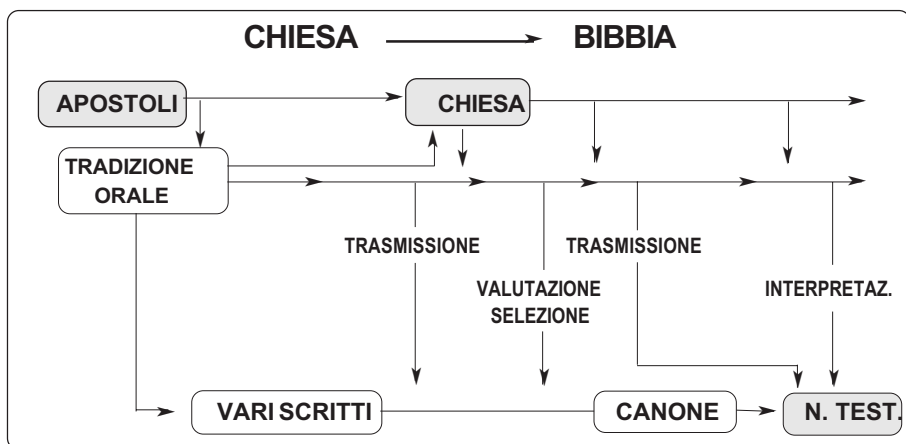 CHIESA BIBBIA
APOSTOLI
CHIESA
TRADIZIONE
ORALE
TRASMISSIONE
TRASMISSIONE
VALUTAZIONE
SELEZIONE
INTERPRETAZ.
VARI SCRITTI
CANONE
N. TEST.